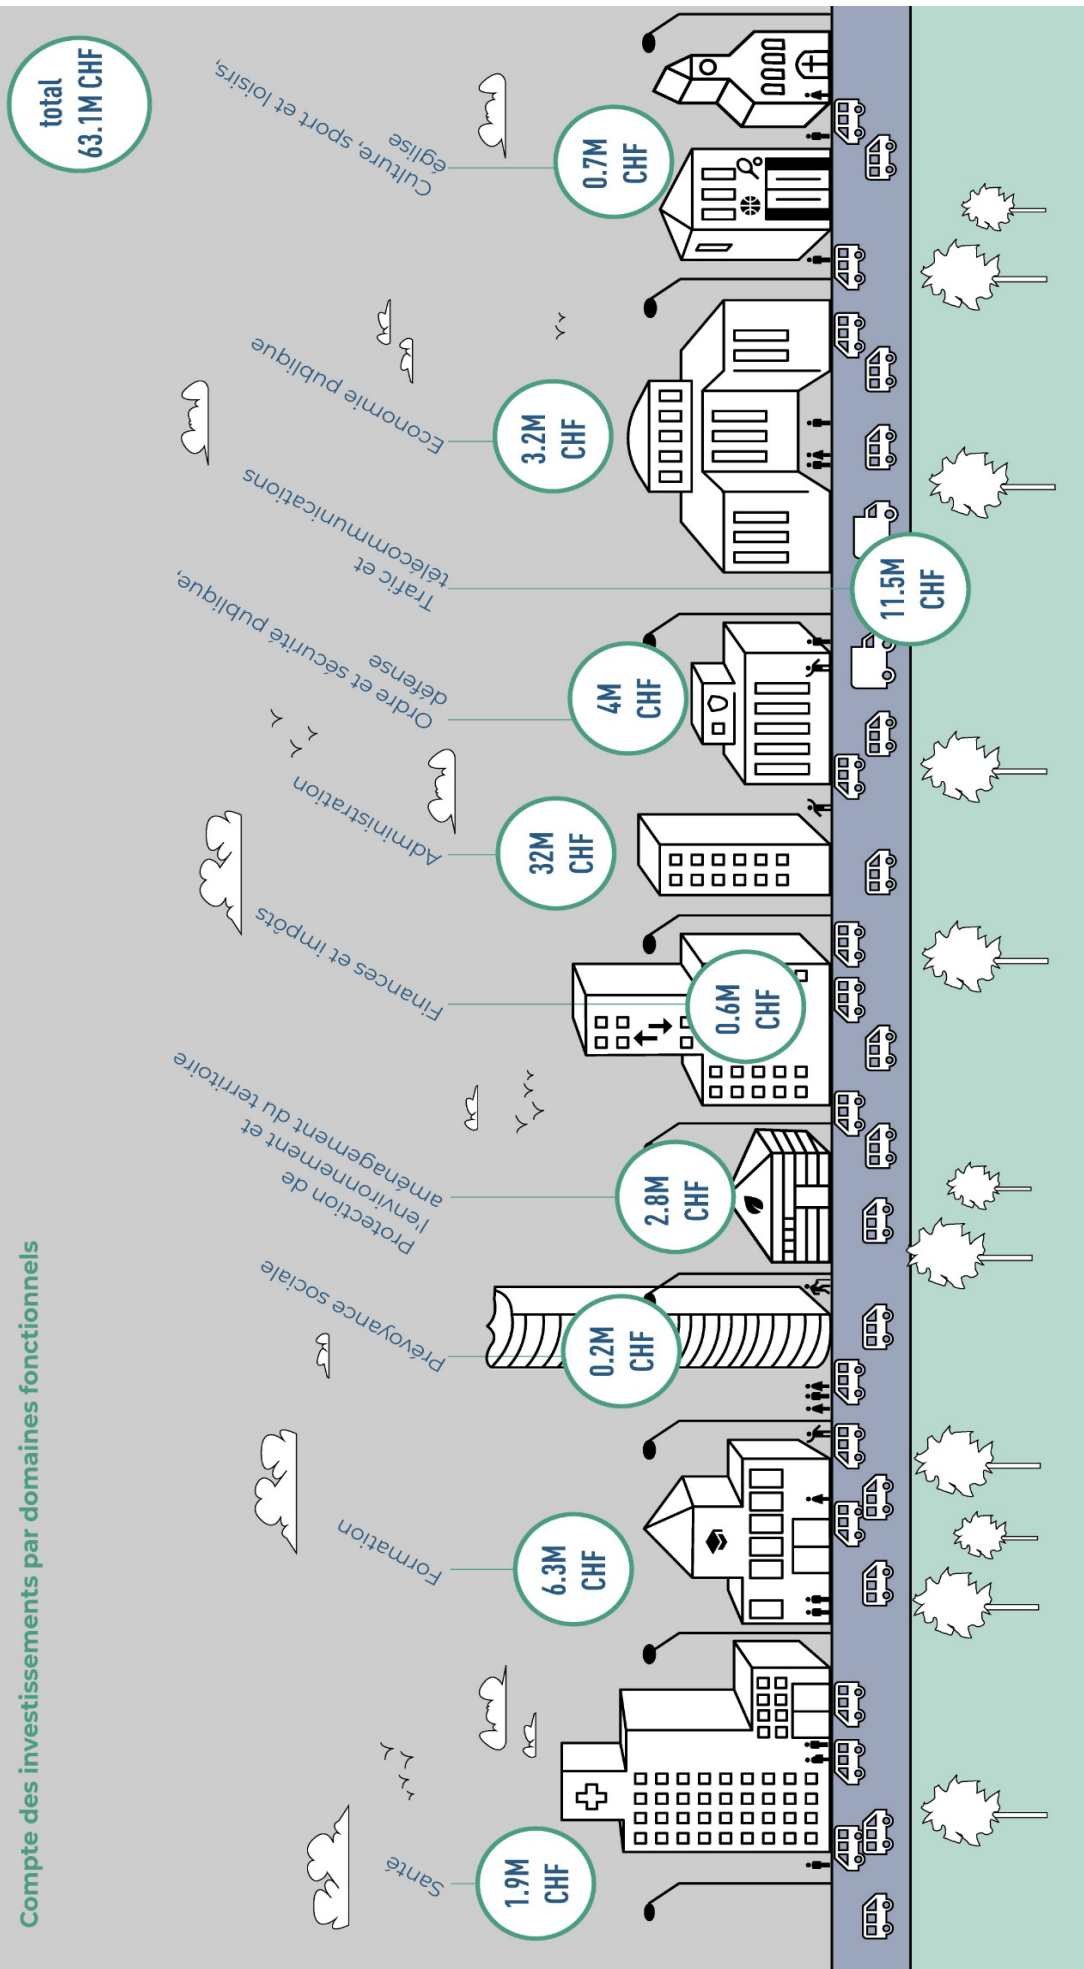 Compte des investissements par domaines fonctionnels
total
63.1M CHF
Santé
1.9M
CHF
Formation
6.3M
CHF
Prévoyance sociale
0.2M
CHF
Protection de
l'environnement et
aménagement du territoire
2.8M
CHF
Finances et impôts
0.6M
CHF
Administration
32M
CHF
Ordre et sécurité publique,
défense
4M
CHF
Trafic et
télécommunications
11.5M
CHF
Economie publique
3.2M
CHF
Culture, sport et loisirs,
église
0.7M
CHF